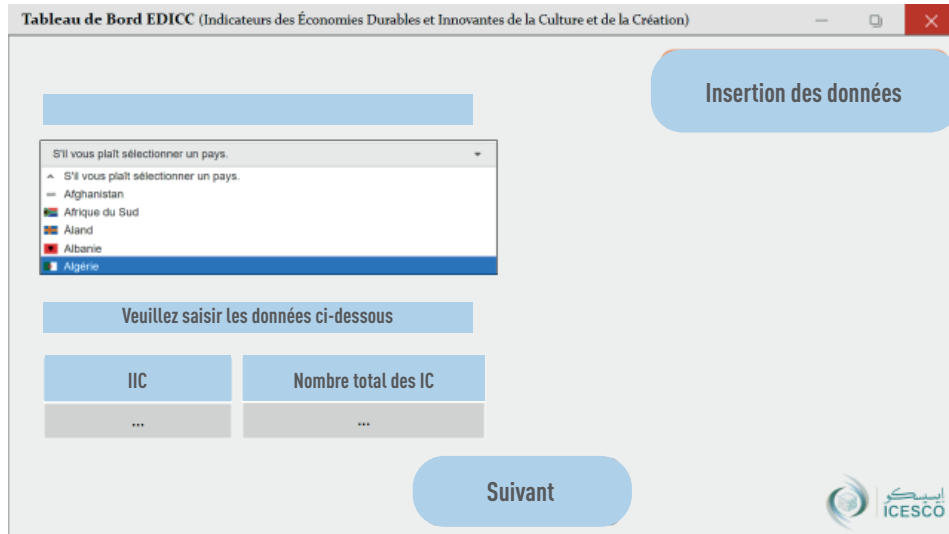 Tableau de Bord EDICC (Indicateurs des Économies Durables et Innovantes de la Culture et de la Création)
Insertion des données
S'il vous plaît sélectionner un pays.
S'il vous plaît sélectionner un pays.
Afghanistan
Afrique du Sud
Åland
Albanie
Algérie
Veuillez saisir les données ci-dessous
IIC
Nombre total des IC
...
...
Suivant
إيسيسكو
ICESCO